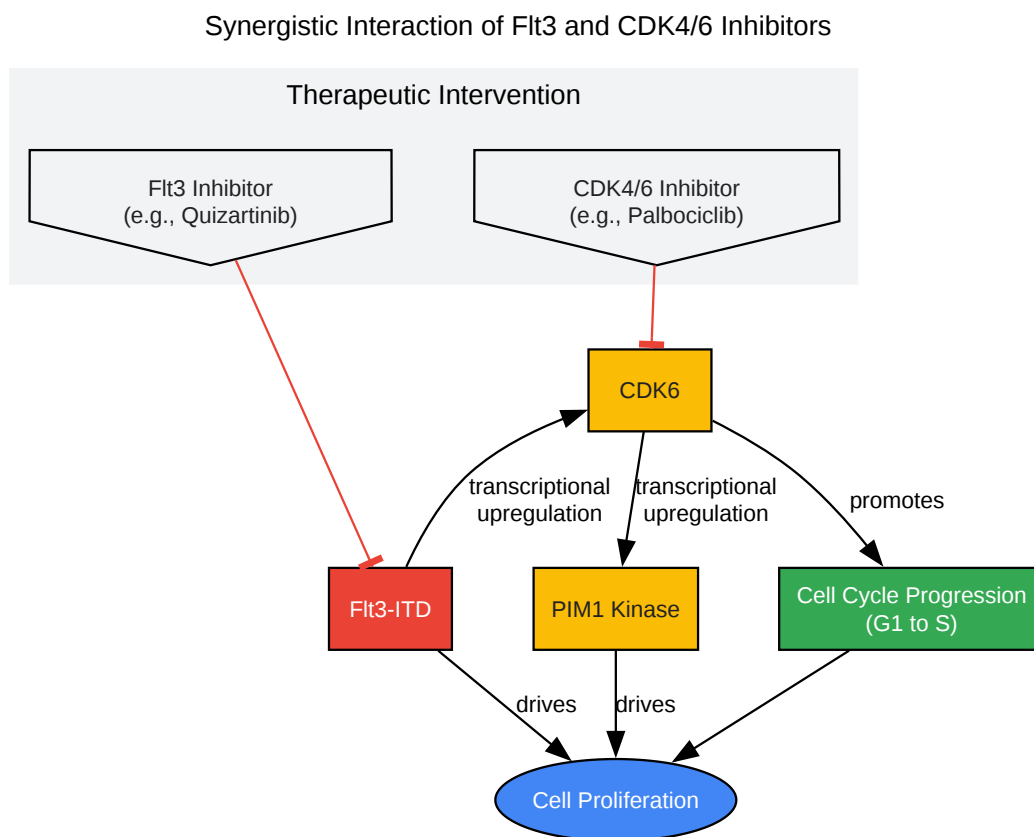 Synergistic Interaction of Flt3 and CDK4/6 Inhibitors
Therapeutic Intervention
Flt3 Inhibitor
(e.g., Quizartinib)
CDK4/6 Inhibitor
(e.g., Palbociclib)
CDK6
transcriptional
upregulation
transcriptional
upregulation
promotes
Flt3-ITD
PIM1 Kinase
Cell Cycle Progression
(G1 to S)
drives
drives
Cell Proliferation